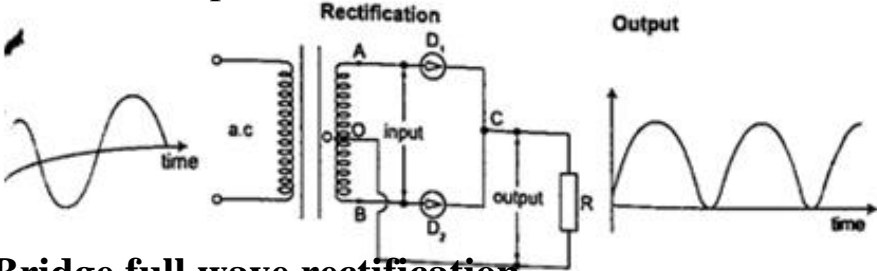 Rectification
Output
D₁
A
a.c
O
input
C
time
output
R
B
D₂
time
Bridge full wave rectification